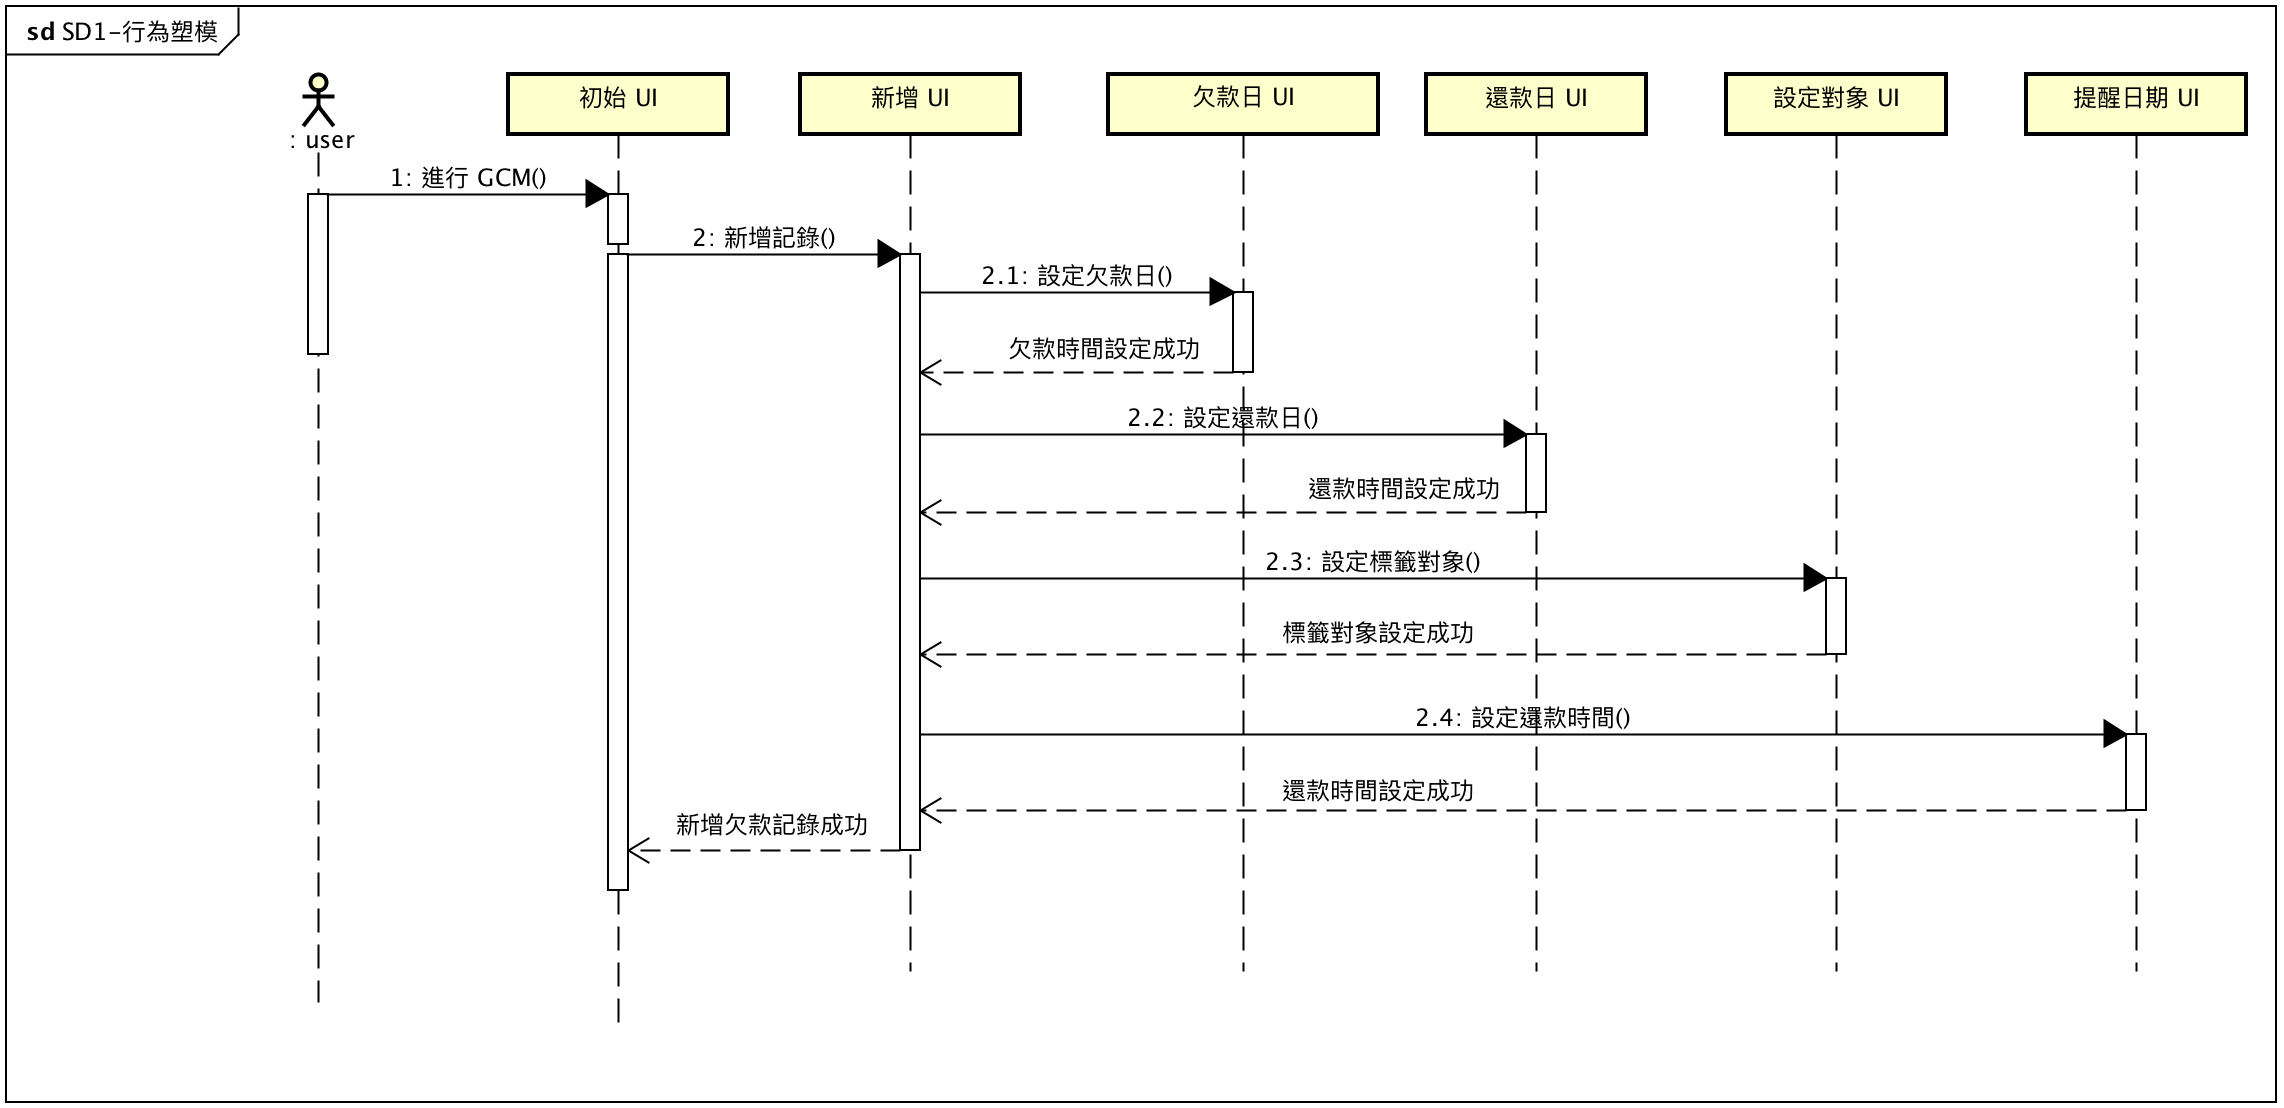 sd SD1-行為塑模
: user
初始 UI
新增 UI
欠款日 UI
還款日 UI
設定對象 UI
提醒日期 UI
1: 進行 GCM()
2: 新增記錄()
2.1: 設定欠款日()
欠款時間設定成功
2.2: 設定還款日()
還款時間設定成功
2.3: 設定標籤對象()
標籤對象設定成功
2.4: 設定還款時間()
還款時間設定成功
新增欠款記錄成功